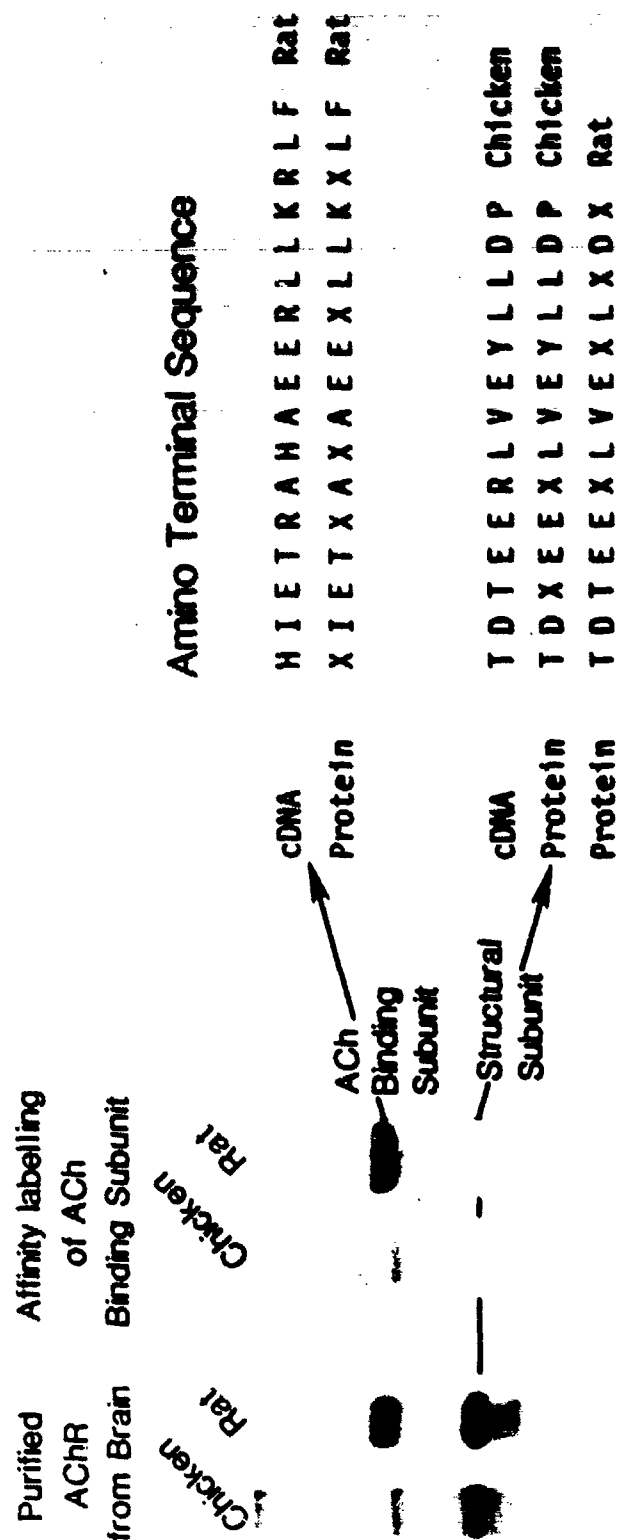 Purified
AChR
from Brain
Chicken
Rat
Affinity labelling
of ACh
Binding Subunit
Chicken
Rat
ACh
Binding
Subunit
Structural
Subunit
Amino Terminal Sequence
cDNA H I E T R A H A E E R L L K R L F Rat
Protein X I E T X A X A E E X L L K X L F Rat
cDNA T D T E E R L V E Y L L D P Chicken
Protein T D X E E X L V E Y L L D P Chicken
Protein T D T E E X L V E X L X D X Rat